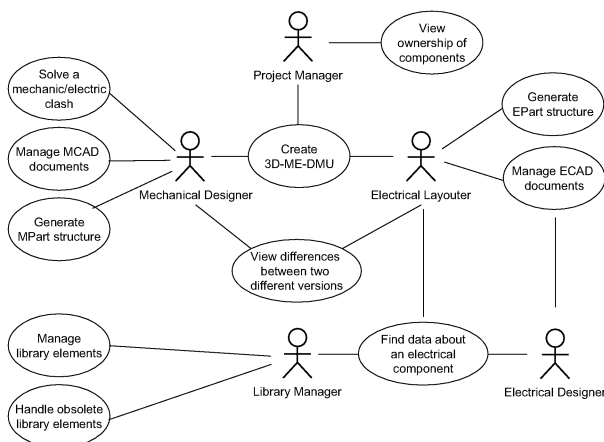 View
ownership of
components
Project Manager
Solve a
mechanic/electric
clash
Generate
EPart structure
Manage MCAD
documents
Create
3D-ME-DMU
Manage ECAD
documents
Mechanical Designer
Electrical Layouter
Generate
MPart structure
View differences
between two
different versions
Manage
library elements
Find data about
an electrical
component
Library Manager
Electrical Designer
Handle obsolete
library elements